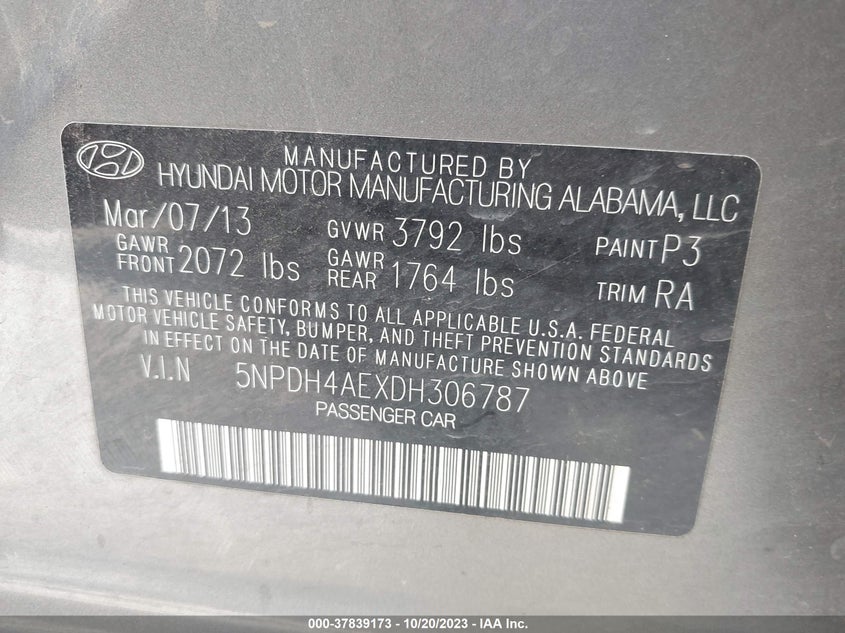 MANUFACTURED BY
HYUNDAI MOTOR MANUFACTURING ALABAMA, LLC
Mar/07/13 GVWR 3792 lbs PAINT P3
GAWR FRONT 2072 lbs GAWR REAR 1764 lbs TRIM RA
THIS VEHICLE CONFORMS TO ALL APPLICABLE U.S.A. FEDERAL
MOTOR VEHICLE SAFETY, BUMPER, AND THEFT PREVENTION STANDARDS
IN EFFECT ON THE DATE OF MANUFACTURE SHOWN ABOVE
V.I.N 5NPDH4AEXDH306787
PASSENGER CAR
000-37839173 - 10/20/2023 - IAA Inc.